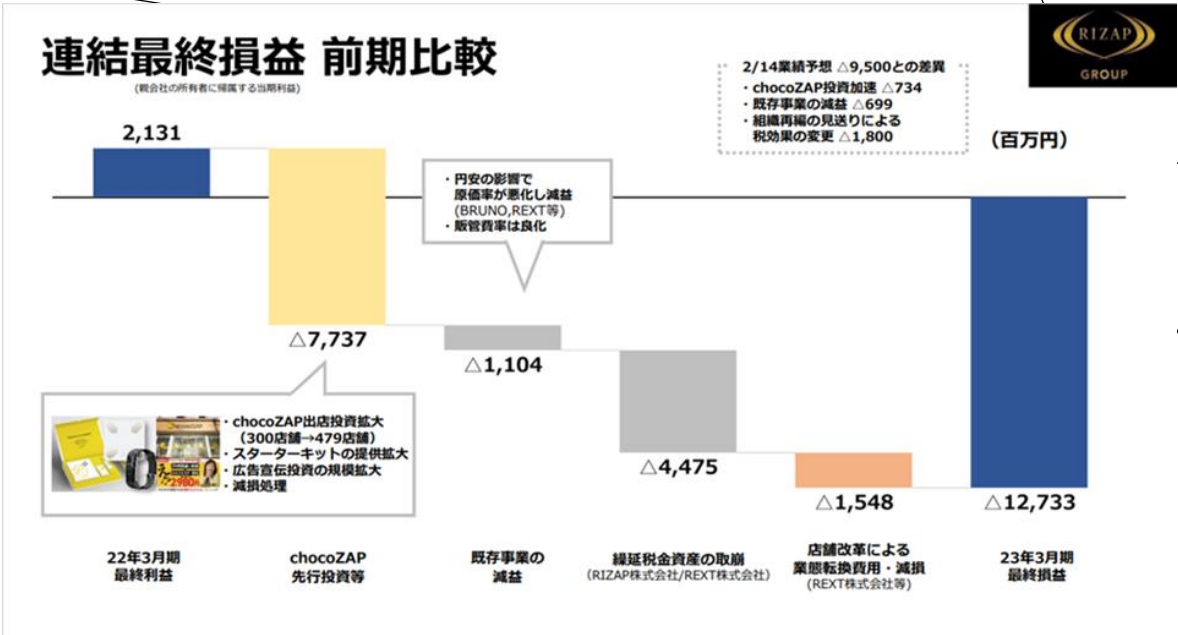 連結最終損益 前期比較
(親会社の所有者に帰属する当期利益)
RIZAP
GROUP
2/14業績予想 △9,500との差異
・chocoZAP投資加速 △734
・既存事業の減益 △699
・組織再編の見送りによる
税効果の変更 △1,800
(百万円)
2,131
・円安の影響で
原価率が悪化し減益
(BRUNO,REXT等)
・販管費率は良化
△7,737
△1,104
△4,475
△1,548
△12,733
・chocoZAP出店投資拡大
(300店舗→479店舗)
・スターターキットの提供拡大
・広告宣伝投資の規模拡大
・減損処理
2980
22年3月期
最終利益
chocoZAP
先行投資等
既存事業の
減益
繰延税金資産の取崩
(RIZAP株式会社/REXT株式会社)
店舗改革による
業態転換費用・減損
(REXT株式会社等)
23年3月期
最終損益